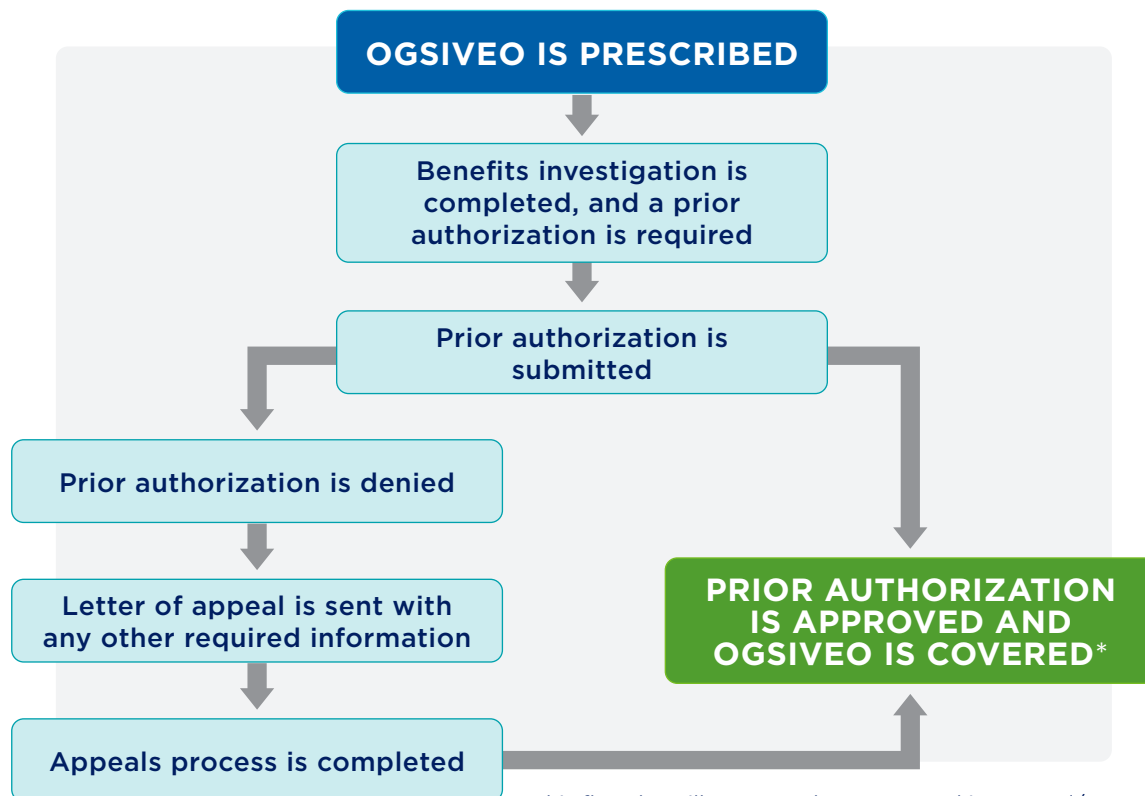 OGSIVEO IS PRESCRIBED
Benefits investigation is
completed, and a prior
authorization is required
Prior authorization is
submitted
Prior authorization is denied
Letter of appeal is sent with
any other required information
Appeals process is completed
PRIOR AUTHORIZATION
IS APPROVED AND
OGSIVEO IS COVERED*